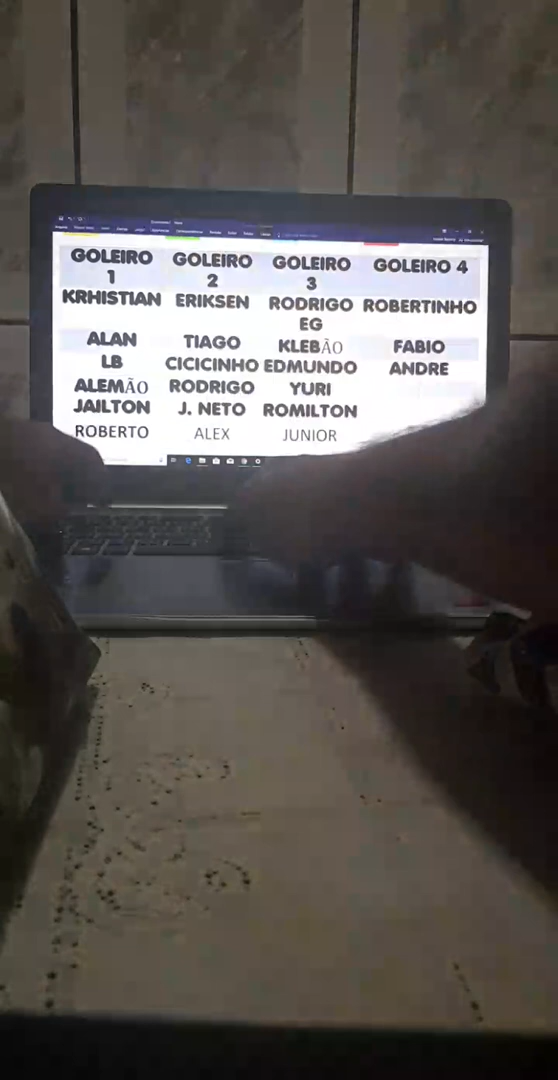 GOLEIRO 1 GOLEIRO 2 GOLEIRO 3 GOLEIRO 4
KRHISTIAN ERIKSEN RODRIGO EG ROBERTINHO
ALAN TIAGO KLEBÃO FABIO
LB CICICINHO EDMUNDO ANDRE
ALEMÃO RODRIGO YURI
JAILTON J. NETO ROMILTON
ROBERTO ALEX JUNIOR